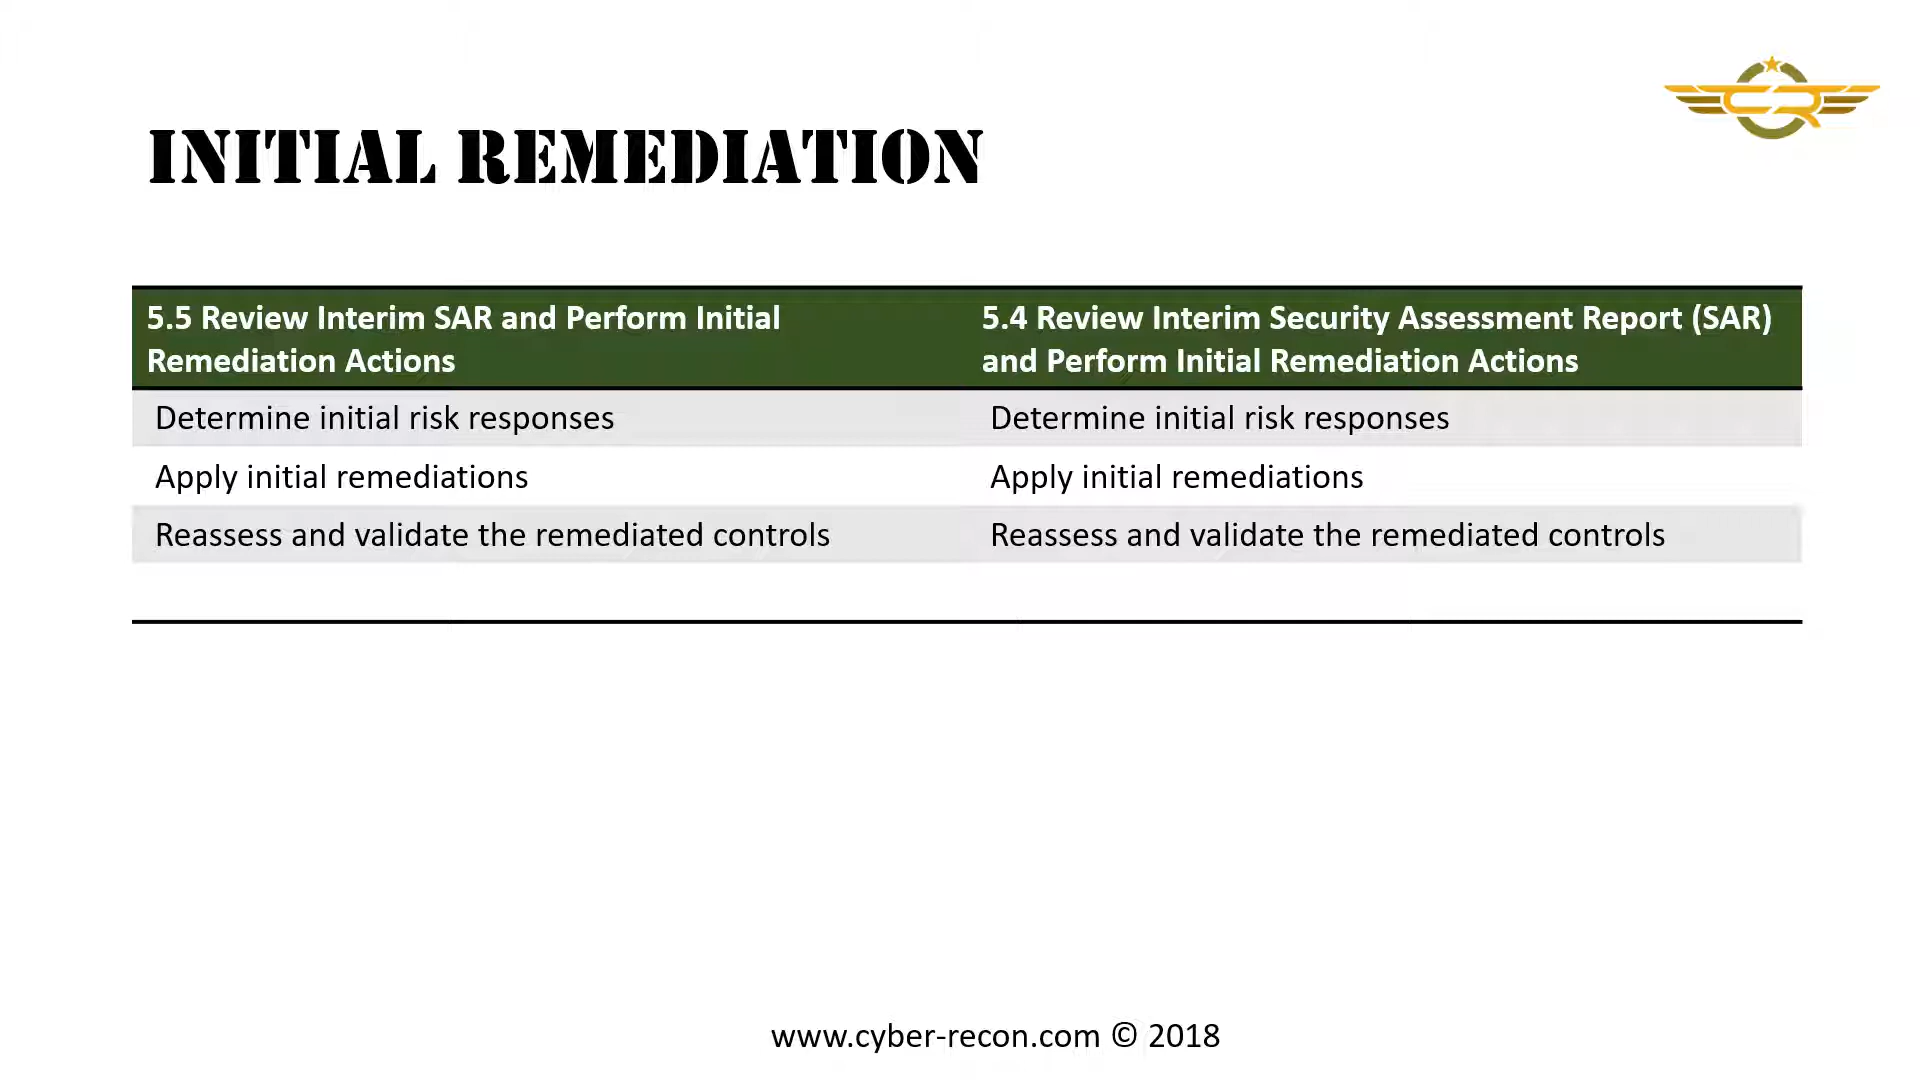 CR
INITIAL REMEDIATION
5.5 Review Interim SAR and Perform Initial
Remediation Actions
5.4 Review Interim Security Assessment Report (SAR)
and Perform Initial Remediation Actions
Determine initial risk responses
Determine initial risk responses
Apply initial remediations
Apply initial remediations
Reassess and validate the remediated controls
Reassess and validate the remediated controls
www.cyber-recon.com © 2018